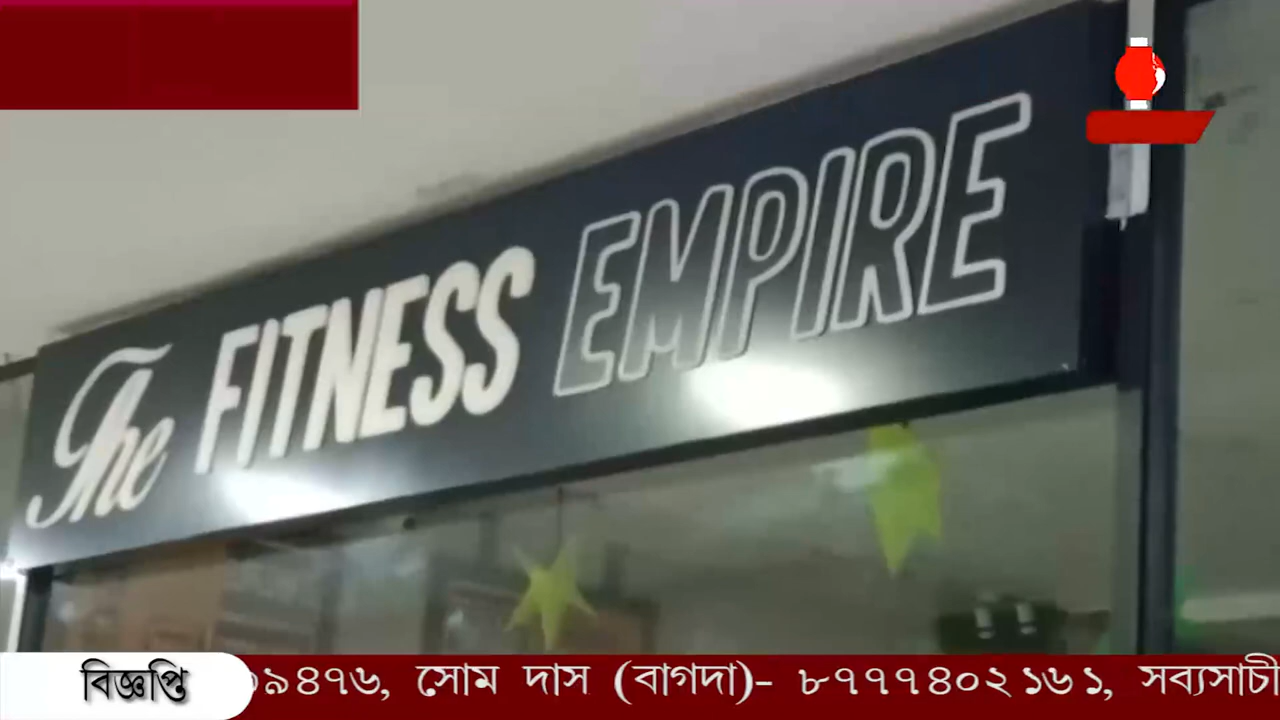 The FITNESS EMPIRE
বিজ্ঞপ্তি ৯৪৭৬, সোম দাস (বাগদা)- ৮৭৭৭৪০২১৬১, সব্যসাচী